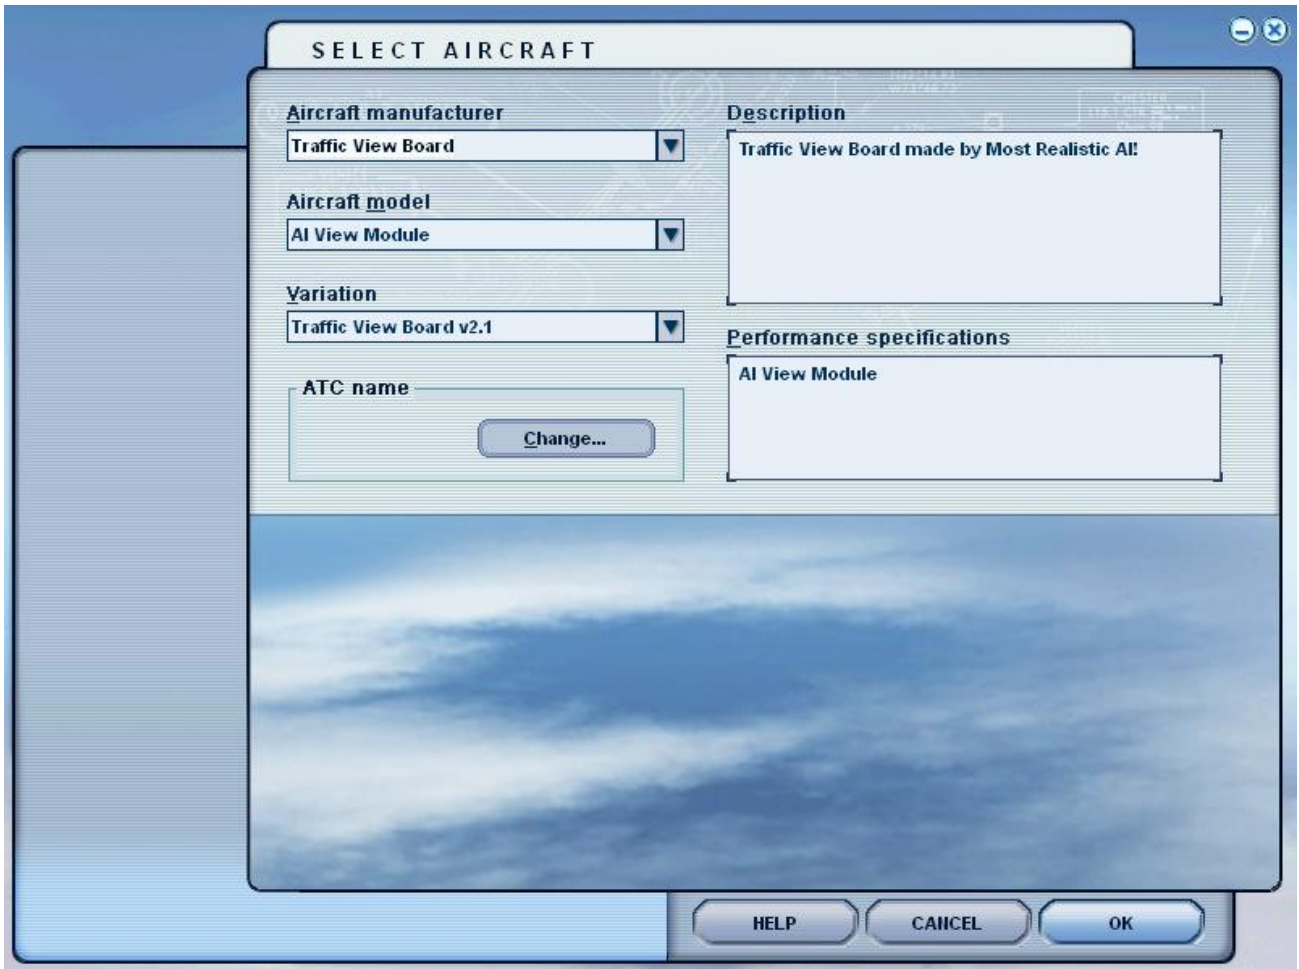 SELECT AIRCRAFT
Aircraft manufacturer
Traffic View Board
Aircraft model
AI View Module
Variation
Traffic View Board v2.1
ATC name
Change...
Description
Traffic View Board made by Most Realistic AI!
Performance specifications
AI View Module
HELP
CANCEL
OK